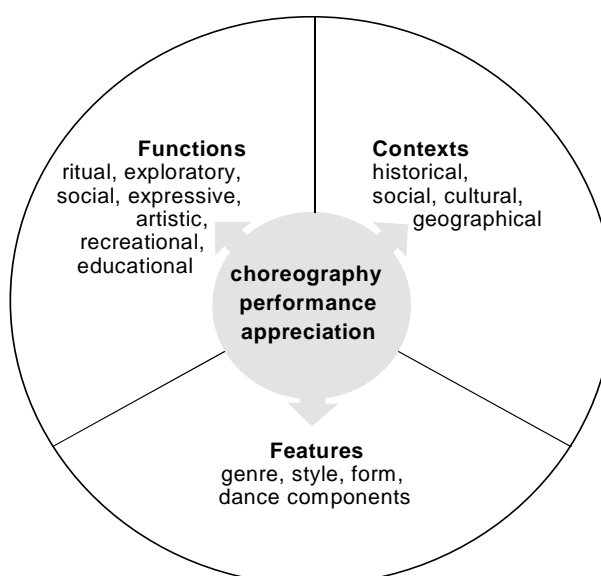 Functions
ritual, exploratory,
social, expressive,
artistic,
recreational,
educational
Contexts
historical,
social, cultural,
geographical
choreography
performance
appreciation
Features
genre, style, form,
dance components